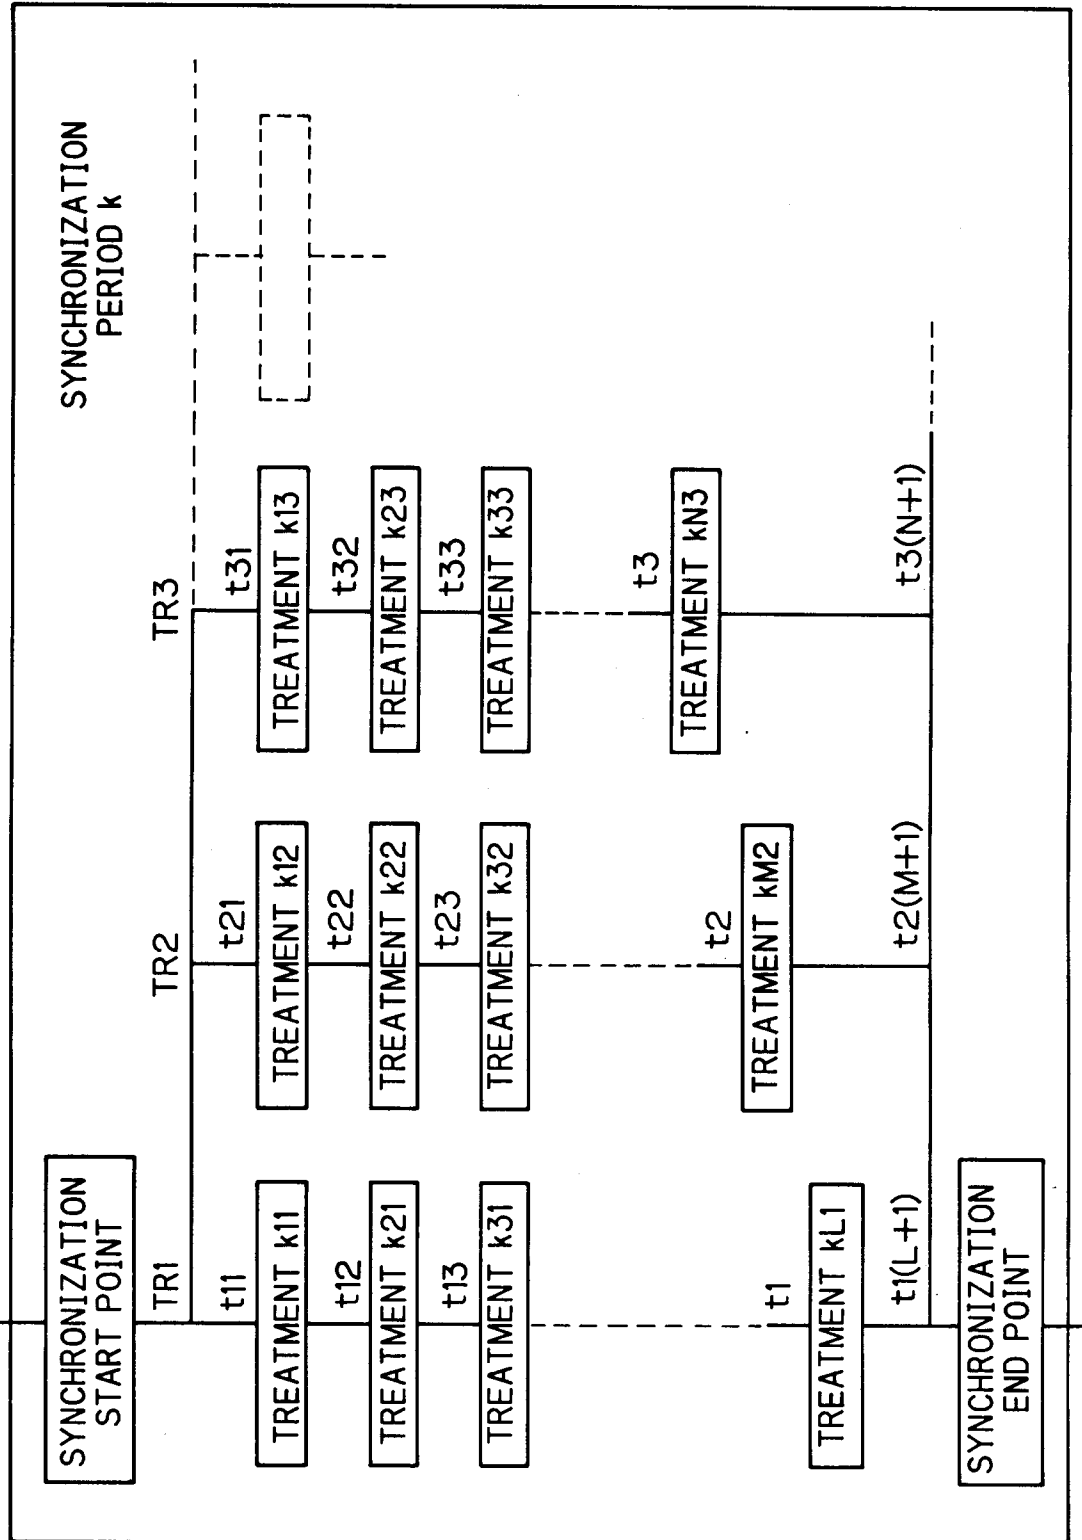 SYNCHRONIZATION
PERIOD k
SYNCHRONIZATION
START POINT
TR1
TR2
TR3
t11
t21
t31
TREATMENT k11
TREATMENT k12
TREATMENT k13
t12
t22
t32
TREATMENT k21
TREATMENT k22
TREATMENT k23
t13
t23
t33
TREATMENT k31
TREATMENT k32
TREATMENT k33
t1
t2
t3
TREATMENT kL1
TREATMENT kM2
TREATMENT kN3
t1(L+1)
t2(M+1)
t3(N+1)
SYNCHRONIZATION
END POINT